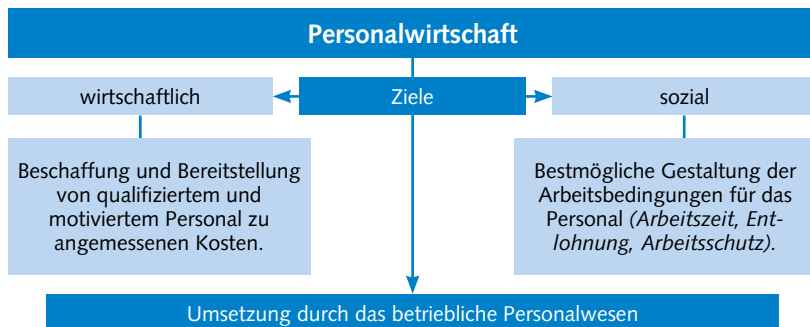 Personalwirtschaft
wirtschaftlich
Ziele
sozial
Beschaffung und Bereitstellung
von qualifiziertem und
motiviertem Personal zu
angemessenen Kosten.
Bestmögliche Gestaltung der
Arbeitsbedingungen für das
Personal (Arbeitszeit, Ent-
lohnung, Arbeitsschutz).
Umsetzung durch das betriebliche Personalwesen